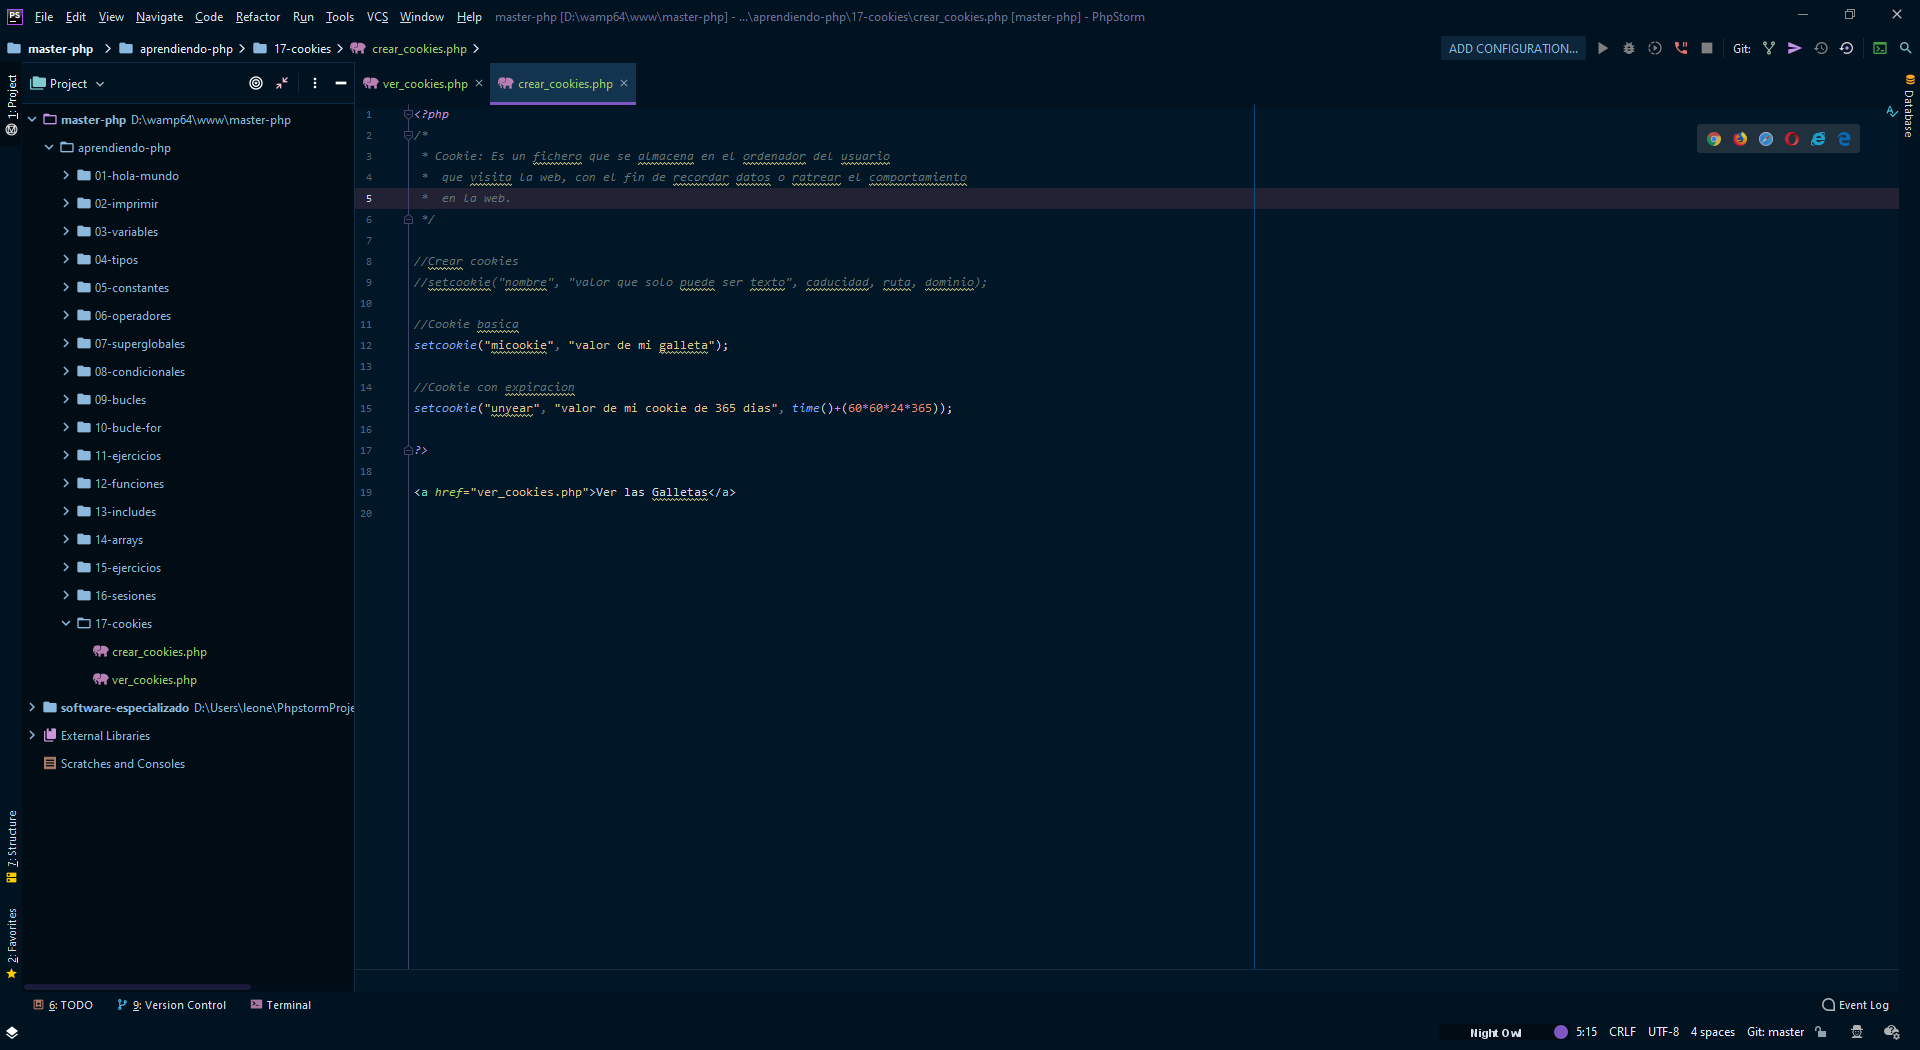 PS File Edit View Navigate Code Refactor Run Tools VCS Window Help master-php [D:\wamp64\www\master-php] - ...\aprendiendo-php\17-cookies\crear_cookies.php [master-php] - PhpStorm
master-php aprendiendo-php 17-cookies crear_cookies.php ADD CONFIGURATION... Git:
1: Project
Project
ver_cookies.php crear_cookies.php
Database
master-php D:\wamp64\www\master-php
aprendiendo-php
01-hola-mundo
02-imprimir
03-variables
04-tipos
05-constantes
06-operadores
07-superglobales
08-condicionales
09-bucles
10-bucle-for
11-ejercicios
12-funciones
13-includes
14-arrays
15-ejercicios
16-sesiones
17-cookies
crear_cookies.php
ver_cookies.php
software-especializado D:\Users\leone\PhpstormProje
External Libraries
Scratches and Consoles
1 <?php
2 /*
3 * Cookie: Es un fichero que se almacena en el ordenador del usuario
4 * que visita la web, con el fin de recordar datos o ratrear el comportamiento
5 * en la web.
6 */
7
8 //Crear cookies
9 //setcookie("nombre", "valor que solo puede ser texto", caducidad, ruta, dominio);
10
11 //Cookie basica
12 setcookie("micookie", "valor de mi galleta");
13
14 //Cookie con expiracion
15 setcookie("unyear", "valor de mi cookie de 365 dias", time()+(60*60*24*365));
16
17 ?>
18
19 <a href="ver_cookies.php">Ver las Galletas</a>
20
7: Structure
2: Favorites
6: TODO 9: Version Control Terminal Event Log
Night Owl 5:15 CRLF UTF-8 4 spaces Git: master